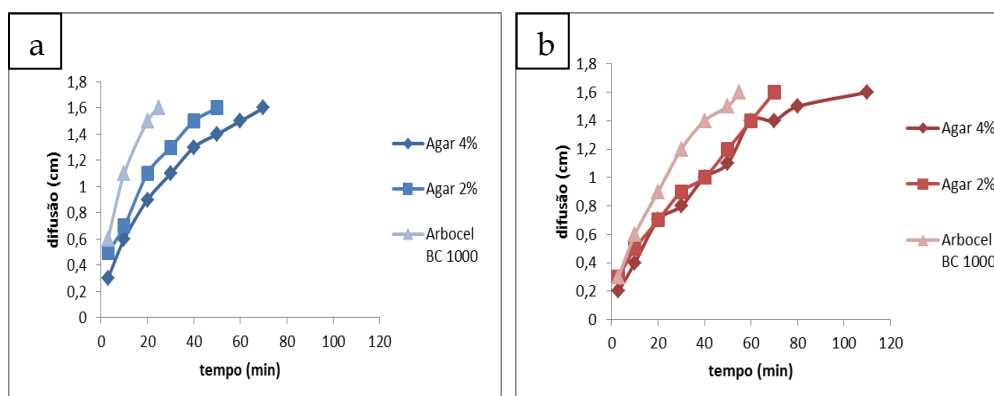 a
difusão (cm)
1,8
1,6
1,4
1,2
1
0,8
0,6
0,4
0,2
0
0 20 40 60 80 100 120
tempo (min)
Agar 4%
Agar 2%
Arbocel
BC 1000
b
difusão (cm)
1,8
1,6
1,4
1,2
1
0,8
0,6
0,4
0,2
0
0 20 40 60 80 100 120
tempo (min)
Agar 4%
Agar 2%
Arbocel
BC 1000